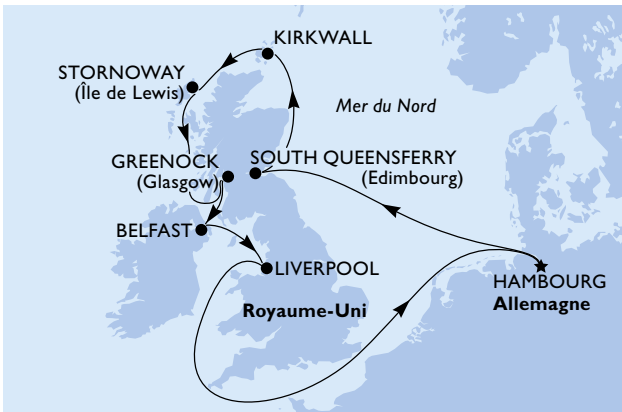 KIRKWALL
STORNOWAY
(Île de Lewis)
Mer du Nord
GREENOCK
(Glasgow)
SOUTH QUEENSFERRY
(Edimbourg)
BELFAST
LIVERPOOL
HAMBOURG
Allemagne
Royaume-Uni